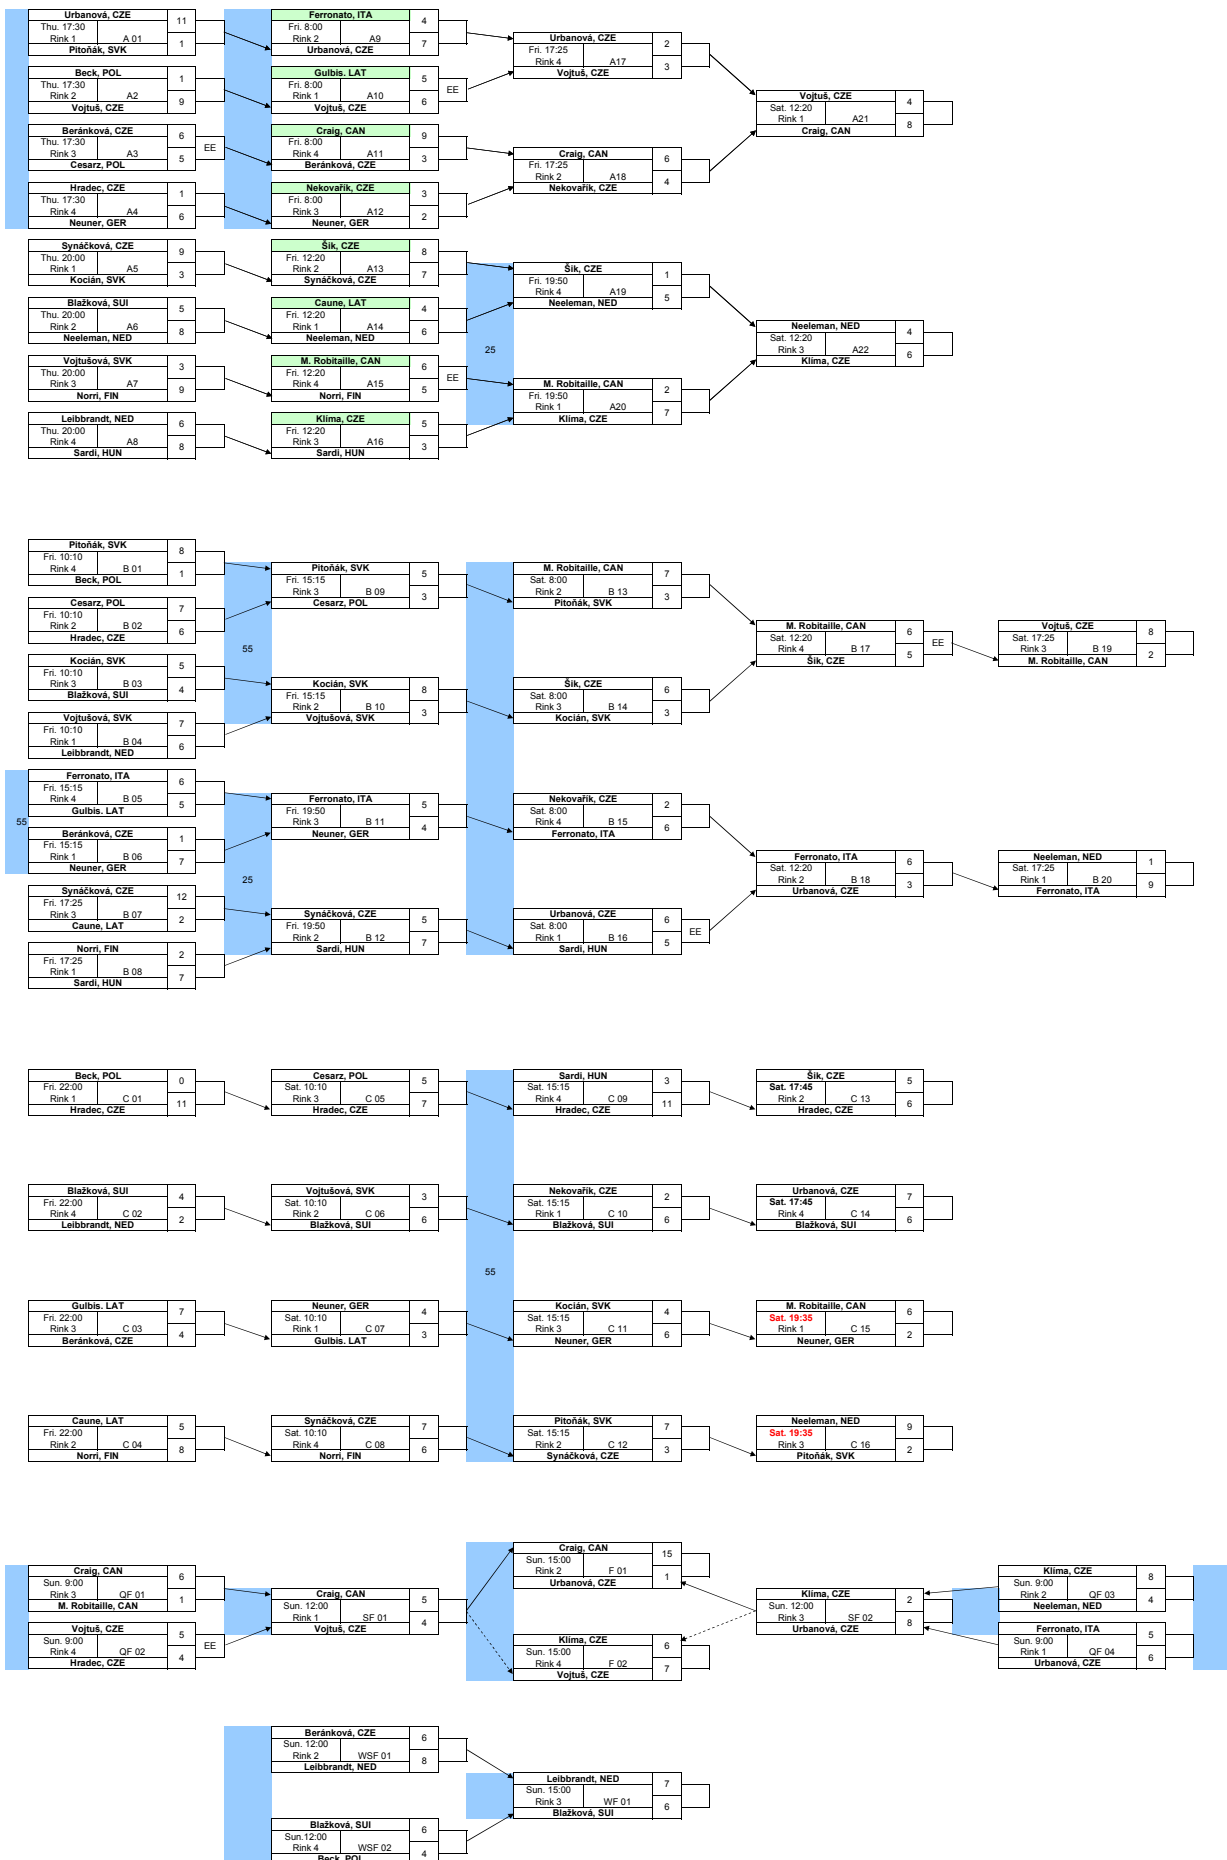 Urbanová, CZE 11
Thu. 17:30
Rink 1 A 01 1
Pitoňák, SVK
Beck, POL 1
Thu. 17:30
Rink 2 A2 9
Vojtuš, CZE
Beránková, CZE 6
Thu. 17:30 EE
Rink 3 A3 5
Cesarz, POL
Hradec, CZE 1
Thu. 17:30
Rink 4 A4 6
Neuner, GER
Synáčková, CZE 9
Thu. 20:00
Rink 1 A5 3
Kocián, SVK
Blažková, SUI 5
Thu. 20:00
Rink 2 A6 8
Neeleman, NED
Vojtušová, SVK 3
Thu. 20:00
Rink 3 A7 9
Norri, FIN
Leibbrandt, NED 6
Thu. 20:00
Rink 4 A8 8
Sardi, HUN
Ferronato, ITA 4
Fri. 8:00
Rink 2 A9 7
Urbanová, CZE
Gulbis. LAT 5
Fri. 8:00 EE
Rink 1 A10 6
Vojtuš, CZE
Craig, CAN 9
Fri. 8:00
Rink 4 A11 3
Beránková, CZE
Nekovařík, CZE 3
Fri. 8:00
Rink 3 A12 2
Neuner, GER
Šik, CZE 8
Fri. 12:20
Rink 2 A13 7
Synáčková, CZE
Caune, LAT 4
Fri. 12:20
Rink 1 A14 6
Neeleman, NED
M. Robitaille, CAN 6
Fri. 12:20 EE
Rink 4 A15 5
Norri, FIN
Klíma, CZE 5
Fri. 12:20
Rink 3 A16 3
Sardi, HUN
Urbanová, CZE 2
Fri. 17:25
Rink 4 A17 3
Vojtuš, CZE
Craig, CAN 6
Fri. 17:25
Rink 2 A18 4
Nekovařík, CZE
Šik, CZE 1
Fri. 19:50
Rink 4 A19 5
Neeleman, NED
25
M. Robitaille, CAN 2
Fri. 19:50
Rink 1 A20 7
Klíma, CZE
Vojtuš, CZE 4
Sat. 12:20
Rink 1 A21 8
Craig, CAN
Neeleman, NED 4
Sat. 12:20
Rink 3 A22 6
Klíma, CZE
Pitoňák, SVK 8
Fri. 10:10
Rink 4 B 01 1
Beck, POL
Cesarz, POL 7
Fri. 10:10
Rink 2 B 02 6
Hradec, CZE
Kocián, SVK 5
Fri. 10:10
Rink 3 B 03 4
Blažková, SUI
Vojtušová, SVK 7
Fri. 10:10
Rink 1 B 04 6
Leibbrandt, NED
Ferronato, ITA 6
Fri. 15:15
Rink 4 B 05 5
Gulbis. LAT
55
Beránková, CZE 1
Fri. 15:15
Rink 1 B 06 7
Neuner, GER
Synáčková, CZE 12
Fri. 17:25
Rink 3 B 07 2
Caune, LAT
Norri, FIN 2
Fri. 17:25
Rink 1 B 08 7
Sardi, HUN
Pitoňák, SVK 5
Fri. 15:15
Rink 3 B 09 3
Cesarz, POL
55
Kocián, SVK 8
Fri. 15:15
Rink 2 B 10 3
Vojtušová, SVK
Ferronato, ITA 5
Fri. 19:50
Rink 3 B 11 4
Neuner, GER
25
Synáčková, CZE 5
Fri. 19:50
Rink 2 B 12 7
Sardi, HUN
M. Robitaille, CAN 7
Sat. 8:00
Rink 2 B 13 3
Pitoňák, SVK
Šik, CZE 6
Sat. 8:00
Rink 3 B 14 3
Kocián, SVK
Nekovařík, CZE 2
Sat. 8:00
Rink 4 B 15 6
Ferronato, ITA
Urbanová, CZE 6
Sat. 8:00 EE
Rink 1 B 16 5
Sardi, HUN
M. Robitaille, CAN 6
Sat. 12:20 EE
Rink 4 B 17 5
Šik, CZE
Ferronato, ITA 6
Sat. 12:20
Rink 2 B 18 3
Urbanová, CZE
Vojtuš, CZE 8
Sat. 17:25
Rink 3 B 19 2
M. Robitaille, CAN
Neeleman, NED 1
Sat. 17:25
Rink 1 B 20 9
Ferronato, ITA
Beck, POL 0
Fri. 22:00
Rink 1 C 01 11
Hradec, CZE
Cesarz, POL 5
Sat. 10:10
Rink 3 C 05 7
Hradec, CZE
Sardi, HUN 3
Sat. 15:15
Rink 4 C 09 11
Hradec, CZE
Šik, CZE 5
Sat. 17:45
Rink 2 C 13 6
Hradec, CZE
Blažková, SUI 4
Fri. 22:00
Rink 4 C 02 2
Leibbrandt, NED
Vojtušová, SVK 3
Sat. 10:10
Rink 2 C 06 6
Blažková, SUI
Nekovařík, CZE 2
Sat. 15:15
Rink 1 C 10 6
Blažková, SUI
Urbanová, CZE 7
Sat. 17:45
Rink 4 C 14 6
Blažková, SUI
55
Gulbis. LAT 7
Fri. 22:00
Rink 3 C 03 4
Beránková, CZE
Neuner, GER 4
Sat. 10:10
Rink 1 C 07 3
Gulbis. LAT
Kocián, SVK 4
Sat. 15:15
Rink 3 C 11 6
Neuner, GER
M. Robitaille, CAN 6
Sat. 19:35
Rink 1 C 15 2
Neuner, GER
Caune, LAT 5
Fri. 22:00
Rink 2 C 04 8
Norri, FIN
Synáčková, CZE 7
Sat. 10:10
Rink 4 C 08 6
Norri, FIN
Pitoňák, SVK 7
Sat. 15:15
Rink 2 C 12 3
Synáčková, CZE
Neeleman, NED 9
Sat. 19:35
Rink 3 C 16 2
Pitoňák, SVK
Craig, CAN 6
Sun. 9:00
Rink 3 QF 01 1
M. Robitaille, CAN
Vojtuš, CZE 5
Sun. 9:00 EE
Rink 4 QF 02 4
Hradec, CZE
Craig, CAN 5
Sun. 12:00
Rink 1 SF 01 4
Vojtuš, CZE
Craig, CAN 15
Sun. 15:00
Rink 2 F 01 1
Urbanová, CZE
Klíma, CZE 6
Sun. 15:00
Rink 4 F 02 7
Vojtuš, CZE
Klíma, CZE 2
Sun. 12:00
Rink 3 SF 02 8
Urbanová, CZE
Klíma, CZE 8
Sun. 9:00
Rink 2 QF 03 4
Neeleman, NED
Ferronato, ITA 5
Sun. 9:00
Rink 1 QF 04 6
Urbanová, CZE
Beránková, CZE 6
Sun. 12:00
Rink 2 WSF 01 8
Leibbrandt, NED
Leibbrandt, NED 7
Sun. 15:00
Rink 3 WF 01 6
Blažková, SUI
Blažková, SUI 6
Sun.12:00
Rink 4 WSF 02 4
Beck, POL